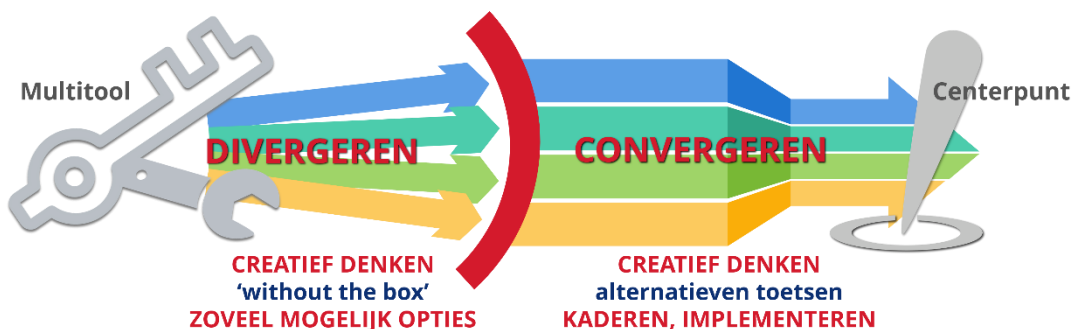 Multitool
DIVERGEREN
CONVERGEREN
Centerpunt
CREATIEF DENKEN
‘without the box’
ZOVEEL MOGELIJK OPTIES
CREATIEF DENKEN
alternatieven toetsen
KADEREN, IMPLEMENTEREN